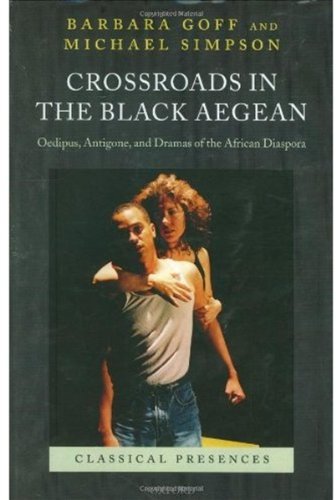 BARBARA GOFF AND
MICHAEL SIMPSON
CROSSROADS IN
THE BLACK AEGEAN
Oedipus, Antigone, and Dramas of the African Diaspora
CLASSICAL PRESENCES
OXFORD